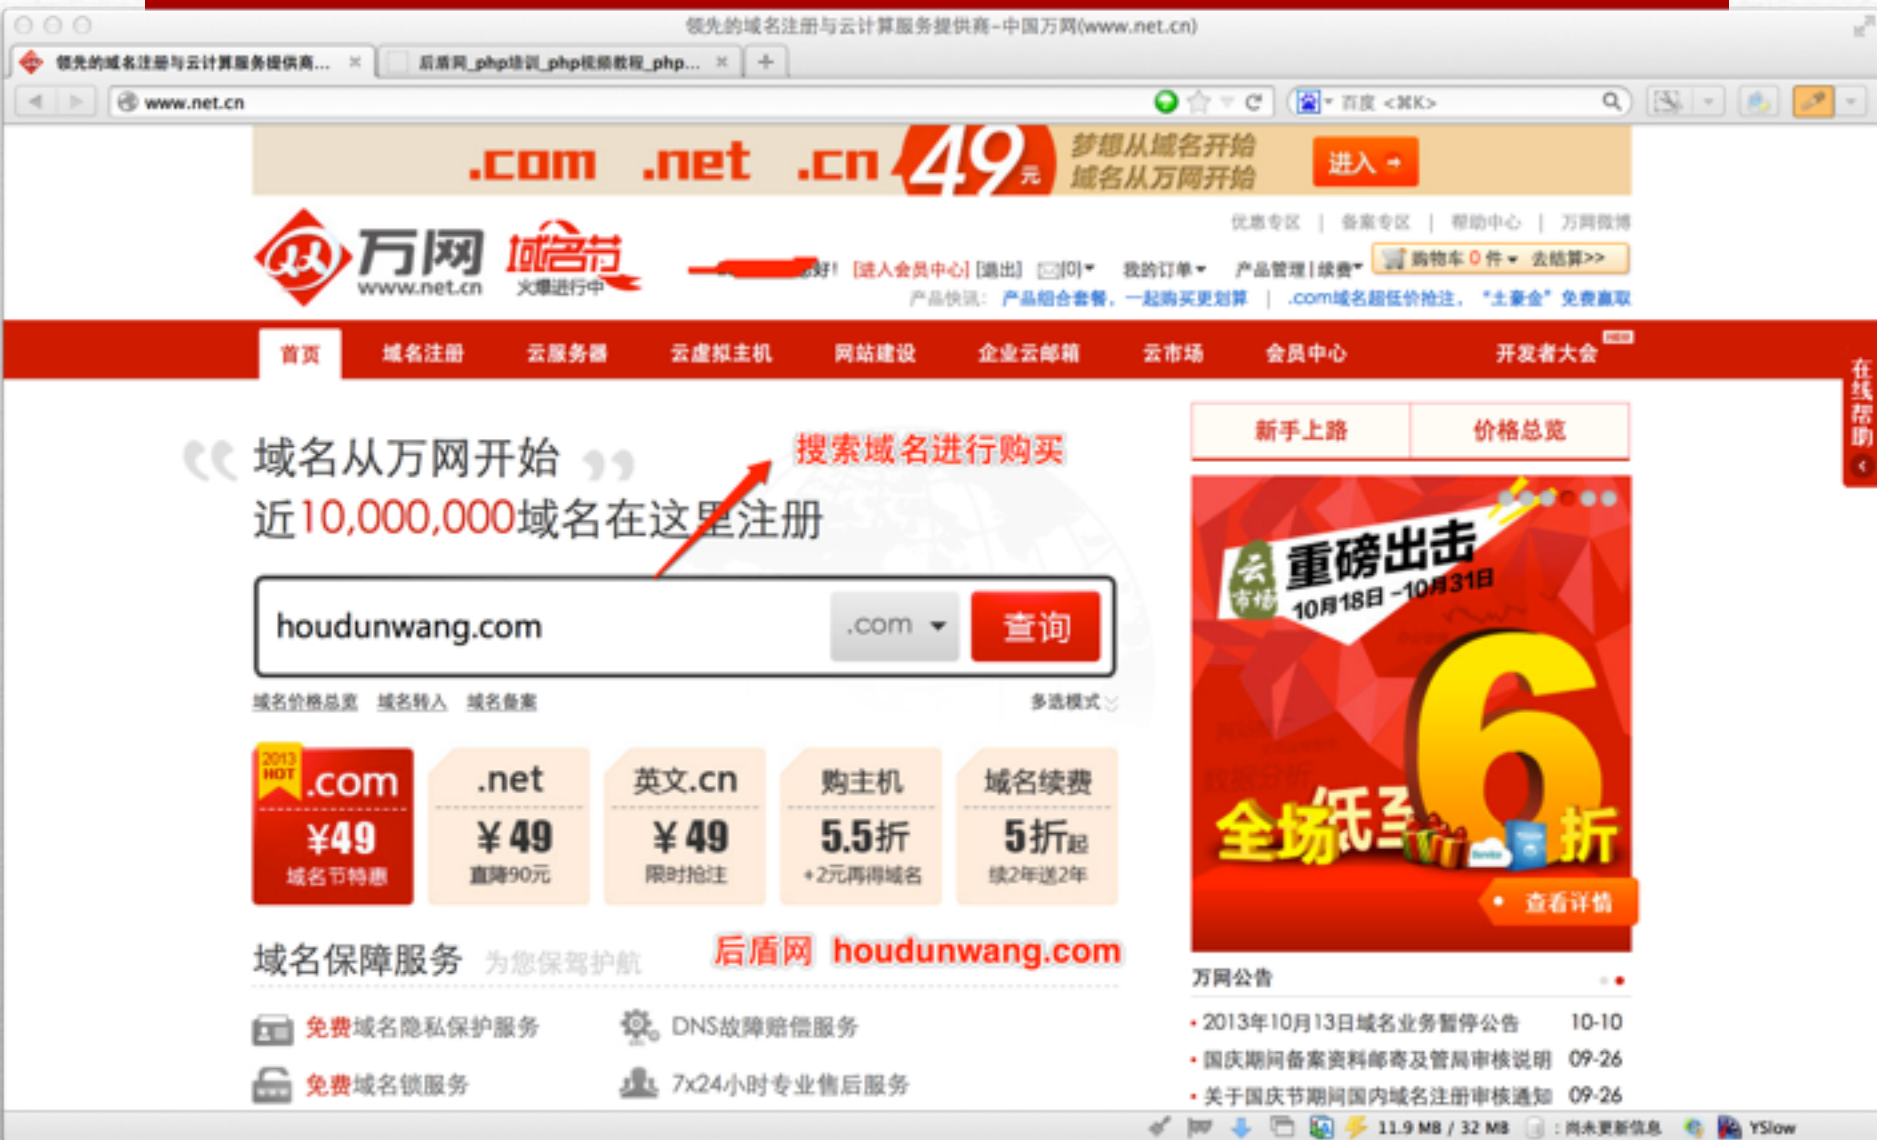 领先的域名注册与云计算服务提供商-中国万网(www.net.cn)
领先的域名注册与云计算服务提供商...
后盾网_php培训_php视频教程_php...
www.net.cn
百度 <⌘K>
.com .net .cn 49元
梦想从域名开始
域名从万网开始
进入
优惠专区 | 备案专区 | 帮助中心 | 万网微博
万网
www.net.cn
域名节
火爆进行中
好! [进入会员中心] [退出] (0) 我的订单 产品管理|续费 购物车 0 件 去结算>>
产品快讯: 产品组合套餐,一起购买更划算 | .com域名超低价抢注,“土豪金”免费赢取
首页 域名注册 云服务器 云虚拟主机 网站建设 企业云邮箱 云市场 会员中心 开发者大会
在线帮助
“域名从万网开始”
近10,000,000域名在这里注册
搜索域名进行购买
houdunwang.com .com 查询
域名价格总览 域名转入 域名备案 多选模式
2013
HOT
.com
¥49
域名节特惠
.net
¥49
直降90元
英文.cn
¥49
限时抢注
购主机
5.5折
+2元再得域名
域名续费
5折起
续2年送2年
域名保障服务 为您保驾护航
后盾网 houdunwang.com
免费域名隐私保护服务
DNS故障赔偿服务
免费域名锁服务
7x24小时专业售后服务
新手上路 价格总览
云市场
重磅出击
10月18日-10月31日
全场低至6折
查看详情
万网公告
2013年10月13日域名业务暂停公告 10-10
国庆期间备案资料邮寄及管局审核说明 09-26
关于国庆节期间国内域名注册审核通知 09-26
11.9 MB / 32 MB : 尚未更新信息 YSlow